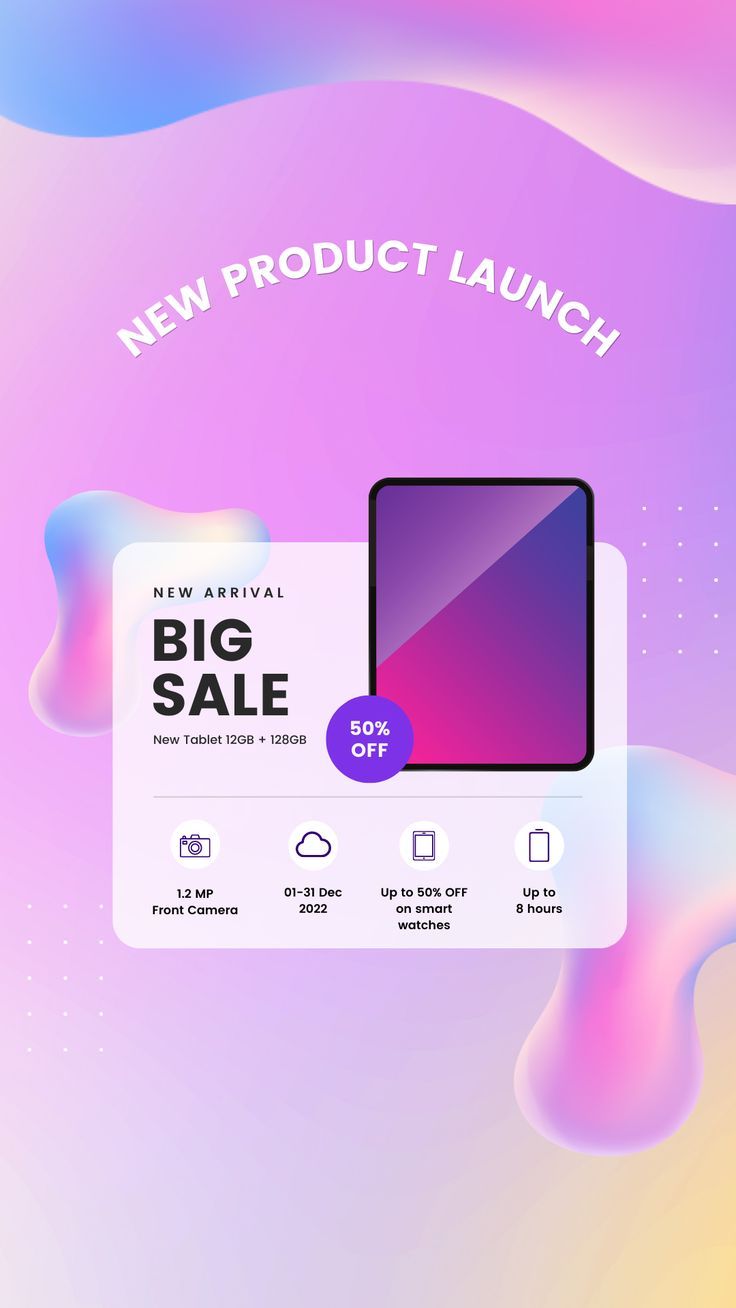 NEW PRODUCT LAUNCH
NEW ARRIVAL
BIG
SALE
New Tablet 12GB + 128GB
50%
OFF
1.2 MP
Front Camera
01-31 Dec
2022
Up to 50% OFF
on smart
watches
Up to
8 hours